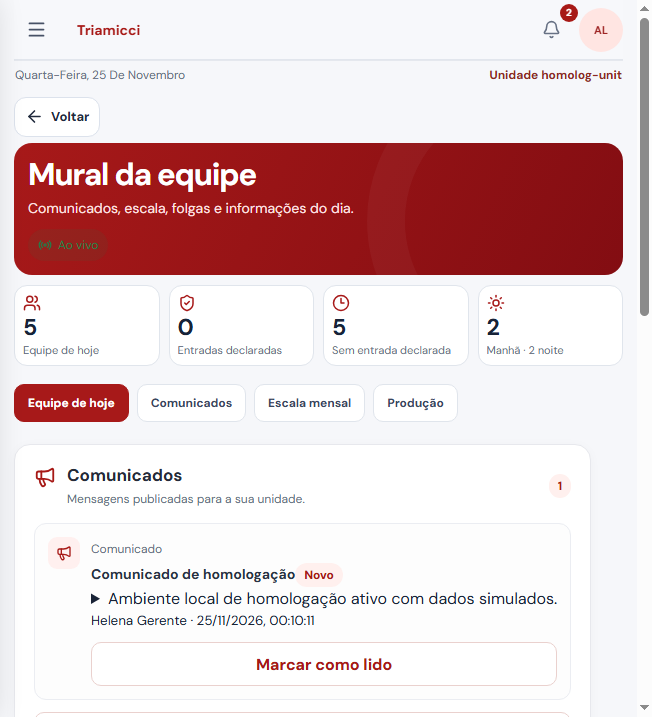 Triamicci
2
AL
Quarta-Feira, 25 De Novembro
Unidade homolog-unit
Voltar
Mural da equipe
Comunicados, escala, folgas e informações do dia.
Ao vivo
5
Equipe de hoje
0
Entradas declaradas
5
Sem entrada declarada
2
Manhã · 2 noite
Equipe de hoje
Comunicados
Escala mensal
Produção
Comunicados
Mensagens publicadas para a sua unidade.
1
Comunicado
Comunicado de homologação Novo
Ambiente local de homologação ativo com dados simulados.
Helena Gerente · 25/11/2026, 00:10:11
Marcar como lido